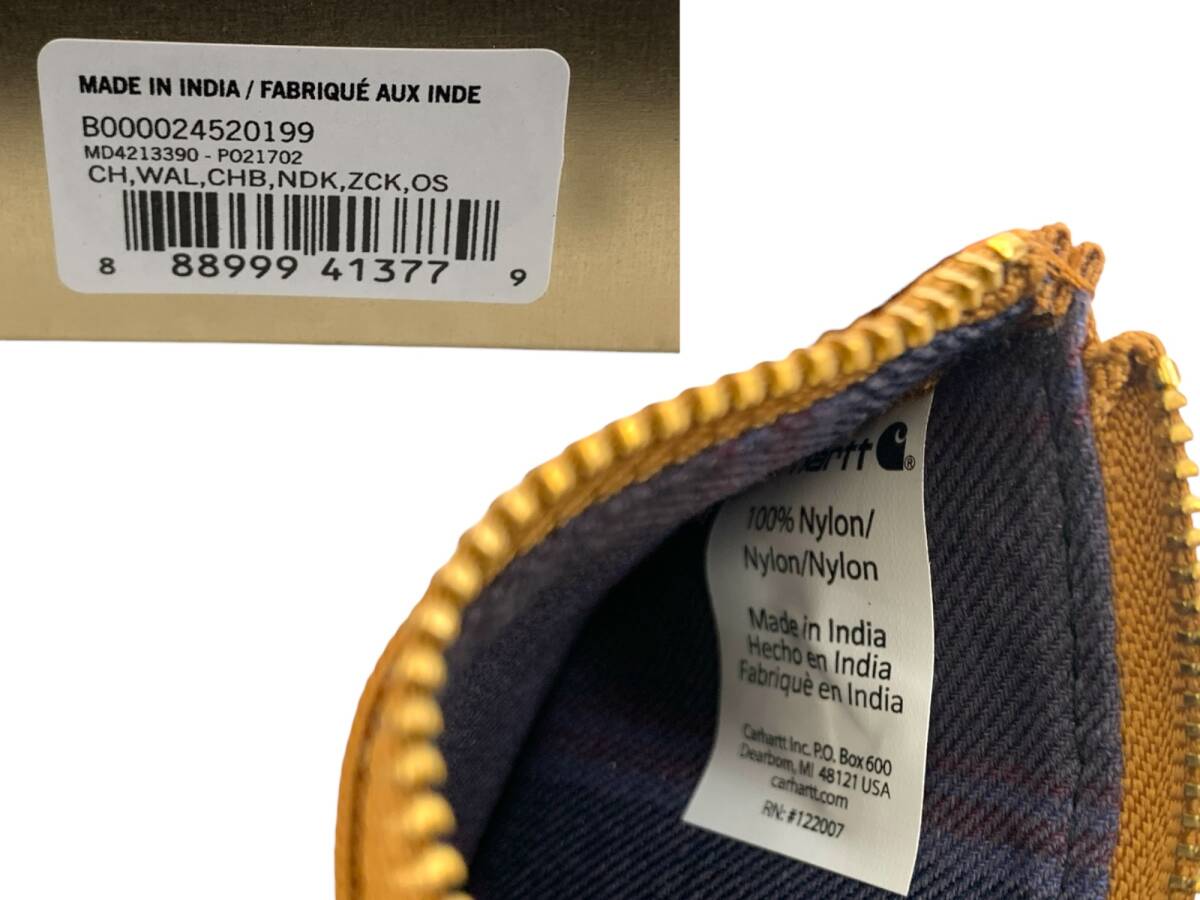 MADE IN INDIA / FABRIQUÉ AUX INDE
B000024520199
MD4213390 - PO21702
CH,WAL,CHB,NDK,ZCK,OS
8 88999 41377 9
100% Nylon/
Nylon/Nylon
Made in India
Hecho en India
Fabriquè en India
Carhartt Inc. P.O. Box 600
Dearborn, MI 48121 USA
carhartt.com
RN: #122007